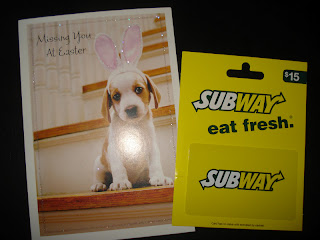 Missing You
At Easter
$15
SUBWAY
eat fresh.
SUBWAY